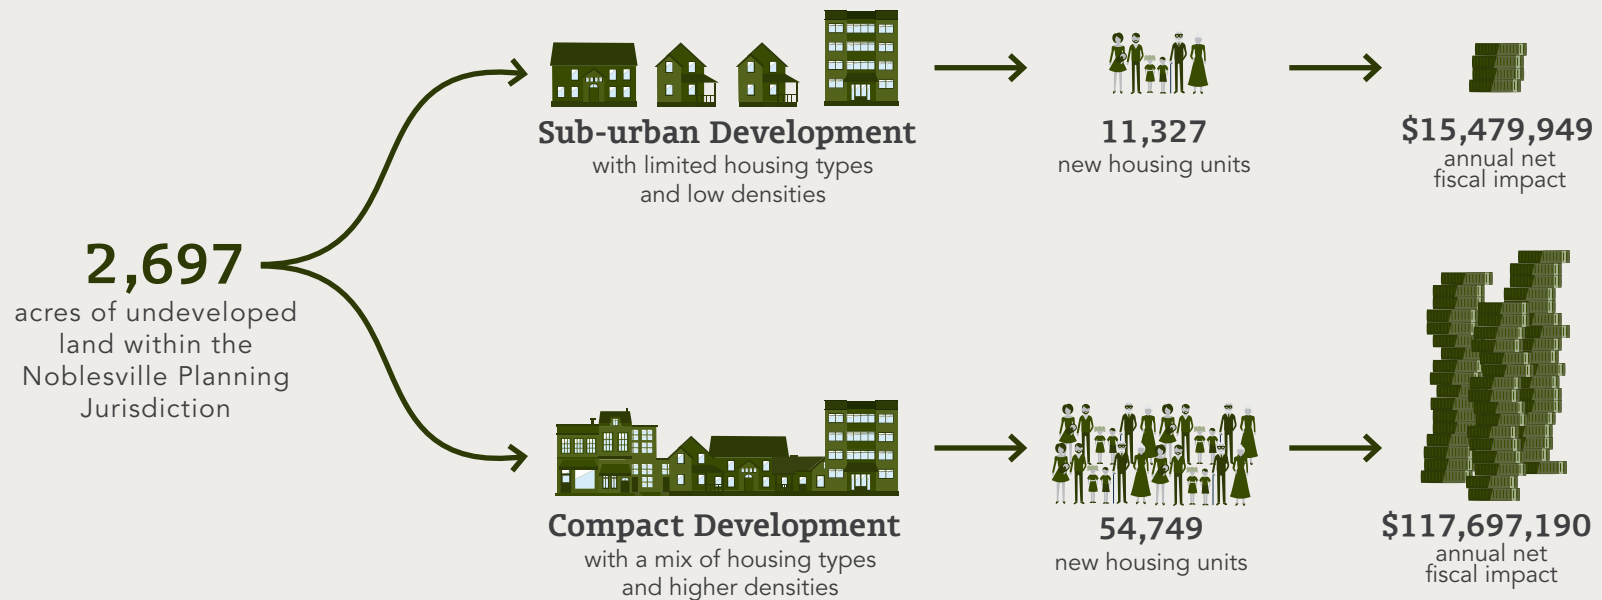 2,697
acres of undeveloped
land within the
Noblesville Planning
Jurisdiction
Sub-urban Development
with limited housing types
and low densities
11,327
new housing units
$15,479,949
annual net
fiscal impact
Compact Development
with a mix of housing types
and higher densities
54,749
new housing units
$117,697,190
annual net
fiscal impact